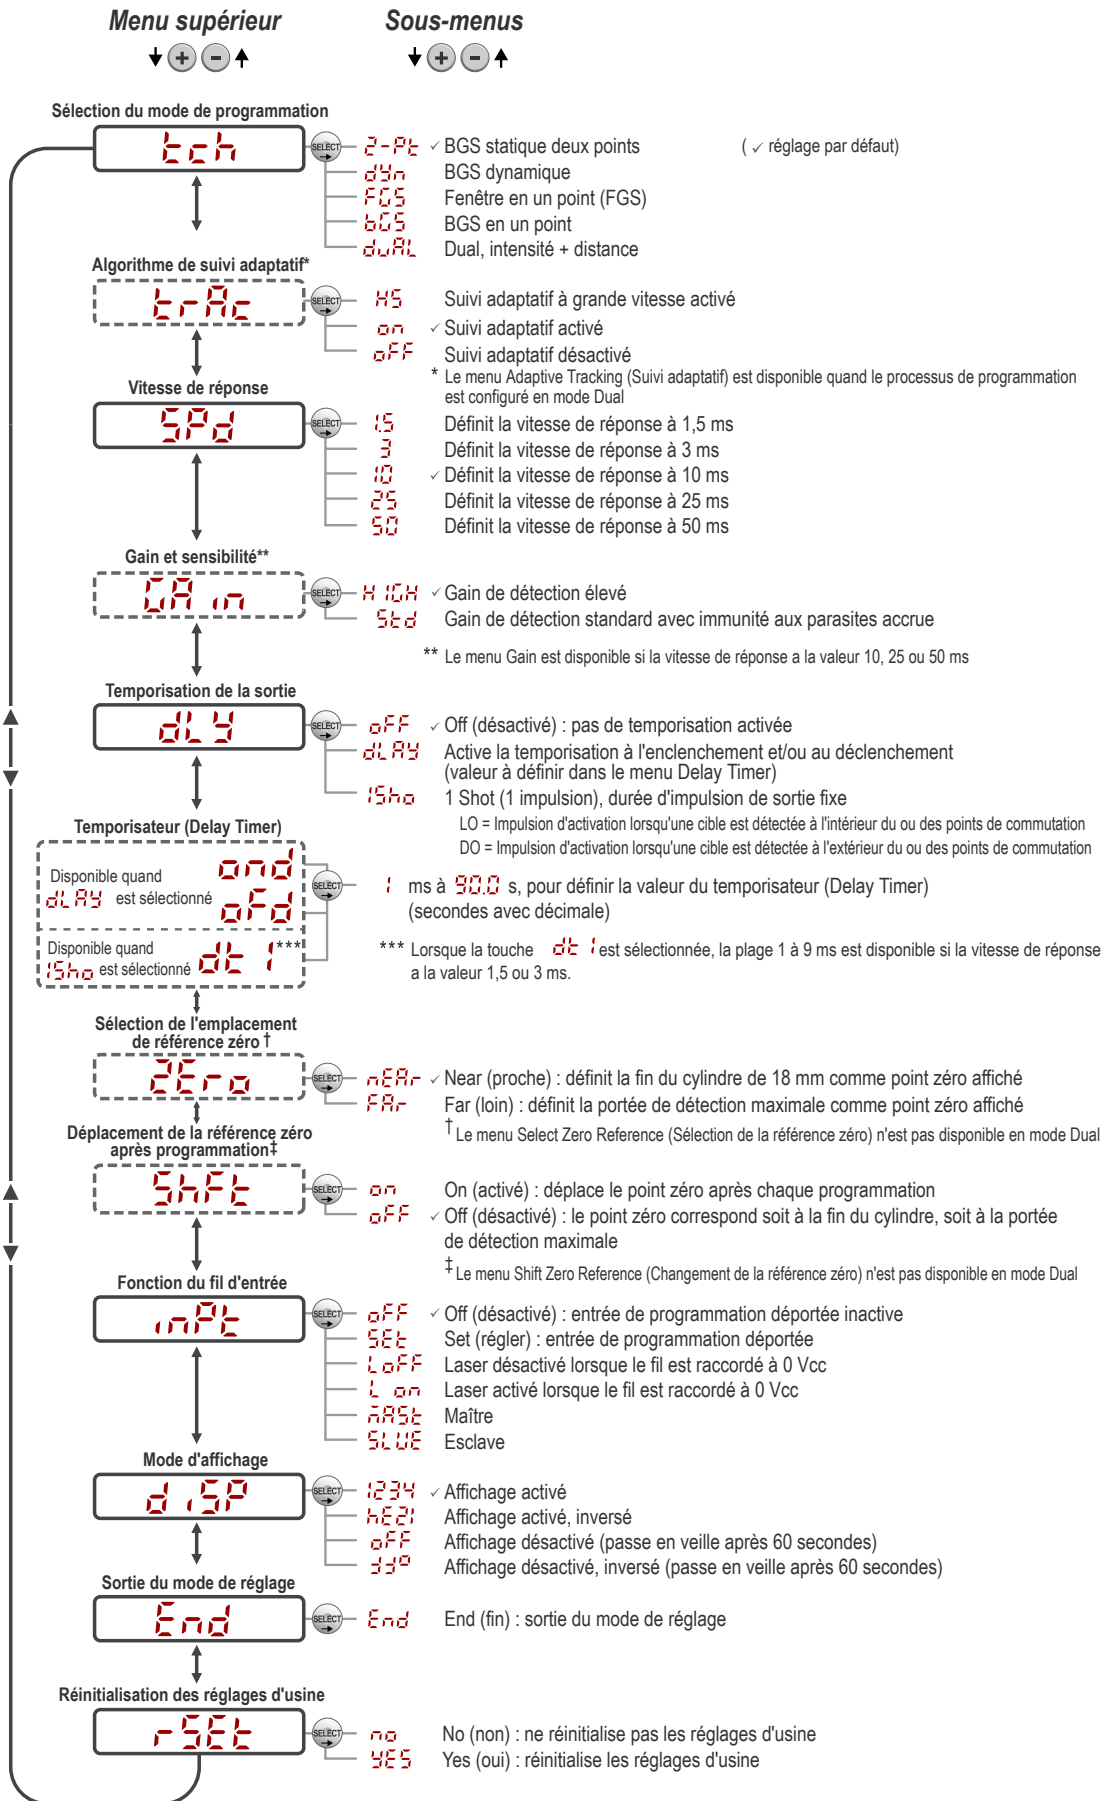 Menu supérieur
Sous-menus
Sélection du mode de programmation
tch
SELECT
2-Pt ✓ BGS statique deux points
( ✓ réglage par défaut)
dYn BGS dynamique
FGS Fenêtre en un point (FGS)
bGS BGS en un point
duAL Dual, intensité + distance
Algorithme de suivi adaptatif*
trAc
SELECT
HS Suivi adaptatif à grande vitesse activé
on ✓ Suivi adaptatif activé
oFF Suivi adaptatif désactivé
* Le menu Adaptive Tracking (Suivi adaptatif) est disponible quand le processus de programmation
est configuré en mode Dual
Vitesse de réponse
SPd
SELECT
1.5 Définit la vitesse de réponse à 1,5 ms
3 Définit la vitesse de réponse à 3 ms
10 ✓ Définit la vitesse de réponse à 10 ms
25 Définit la vitesse de réponse à 25 ms
50 Définit la vitesse de réponse à 50 ms
Gain et sensibilité**
GAin
SELECT
HIGH ✓ Gain de détection élevé
Std Gain de détection standard avec immunité aux parasites accrue
** Le menu Gain est disponible si la vitesse de réponse a la valeur 10, 25 ou 50 ms
Temporisation de la sortie
dLY
SELECT
oFF ✓ Off (désactivé) : pas de temporisation activée
dLAY Active la temporisation à l'enclenchement et/ou au déclenchement
(valeur à définir dans le menu Delay Timer)
1Sho 1 Shot (1 impulsion), durée d'impulsion de sortie fixe
LO = Impulsion d'activation lorsqu'une cible est détectée à l'intérieur du ou des points de commutation
DO = Impulsion d'activation lorsqu'une cible est détectée à l'extérieur du ou des points de commutation
Temporisateur (Delay Timer)
Disponible quand
dLAY est sélectionné
ond
oFd
Disponible quand
1Sho est sélectionné
dt 1***
SELECT
1 ms à 90.0 s, pour définir la valeur du temporisateur (Delay Timer)
(secondes avec décimale)
*** Lorsque la touche dt 1 est sélectionnée, la plage 1 à 9 ms est disponible si la vitesse de réponse
a la valeur 1,5 ou 3 ms.
Sélection de l'emplacement
de référence zéro †
ZEro
SELECT
nEAr ✓ Near (proche) : définit la fin du cylindre de 18 mm comme point zéro affiché
FAr Far (loin) : définit la portée de détection maximale comme point zéro affiché
† Le menu Select Zero Reference (Sélection de la référence zéro) n'est pas disponible en mode Dual
Déplacement de la référence zéro
après programmation‡
ShFt
SELECT
on On (activé) : déplace le point zéro après chaque programmation
oFF ✓ Off (désactivé) : le point zéro correspond soit à la fin du cylindre, soit à la portée
de détection maximale
‡ Le menu Shift Zero Reference (Changement de la référence zéro) n'est pas disponible en mode Dual
Fonction du fil d'entrée
inPt
SELECT
oFF ✓ Off (désactivé) : entrée de programmation déportée inactive
SEt Set (régler) : entrée de programmation déportée
LoFF Laser désactivé lorsque le fil est raccordé à 0 Vcc
L on Laser activé lorsque le fil est raccordé à 0 Vcc
mASt Maître
SLUE Esclave
Mode d'affichage
diSP
SELECT
1234 ✓ Affichage activé
hEZ1 Affichage activé, inversé
oFF Affichage désactivé (passe en veille après 60 secondes)
Affichage désactivé, inversé (passe en veille après 60 secondes)
Sortie du mode de réglage
End
SELECT
End End (fin) : sortie du mode de réglage
Réinitialisation des réglages d'usine
rSEt
SELECT
no No (non) : ne réinitialise pas les réglages d'usine
YES Yes (oui) : réinitialise les réglages d'usine